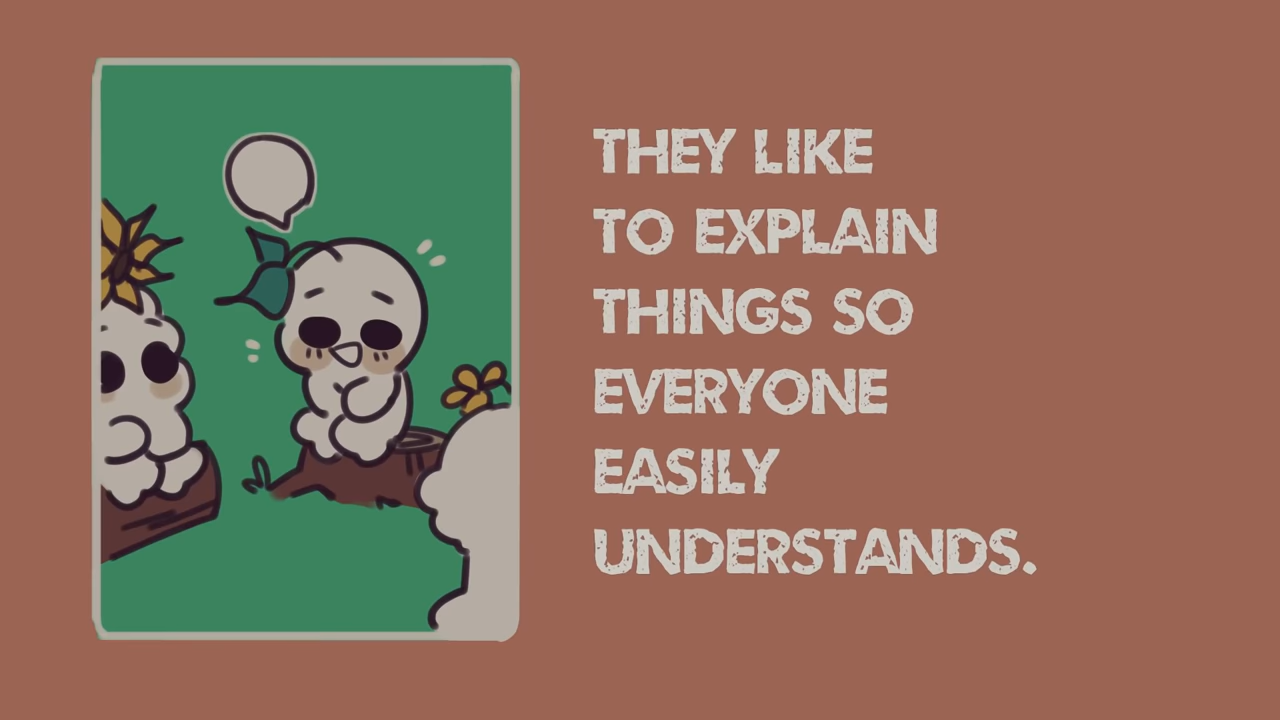 THEY LIKE
TO EXPLAIN
THINGS SO
EVERYONE
EASILY
UNDERSTANDS.